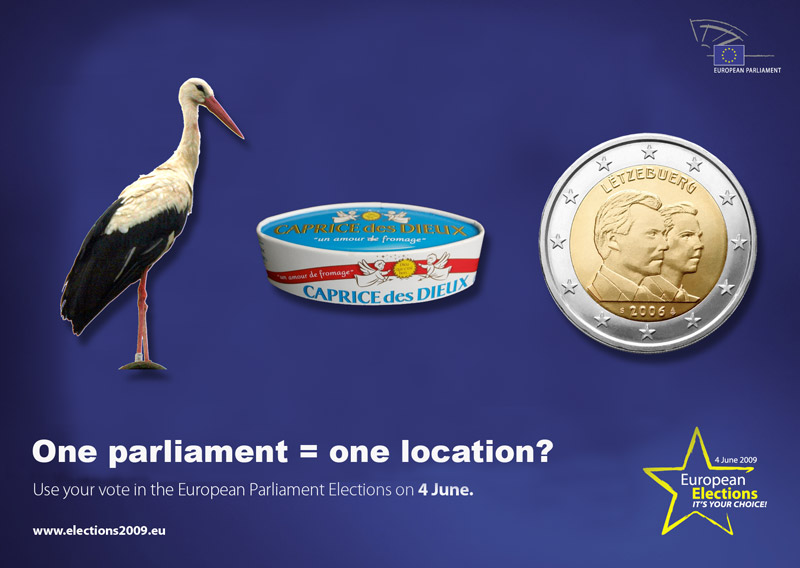 EUROPEAN PARLIAMENT
CAPRICE des DIEUX
"un amour de fromage"
"un amour de fromage"
CAPRICE des DIEUX
LËTZEBUERG
S 2006
One parliament = one location?
Use your vote in the European Parliament Elections on 4 June.
www.elections2009.eu
4 June 2009
European
Elections
IT'S YOUR CHOICE!